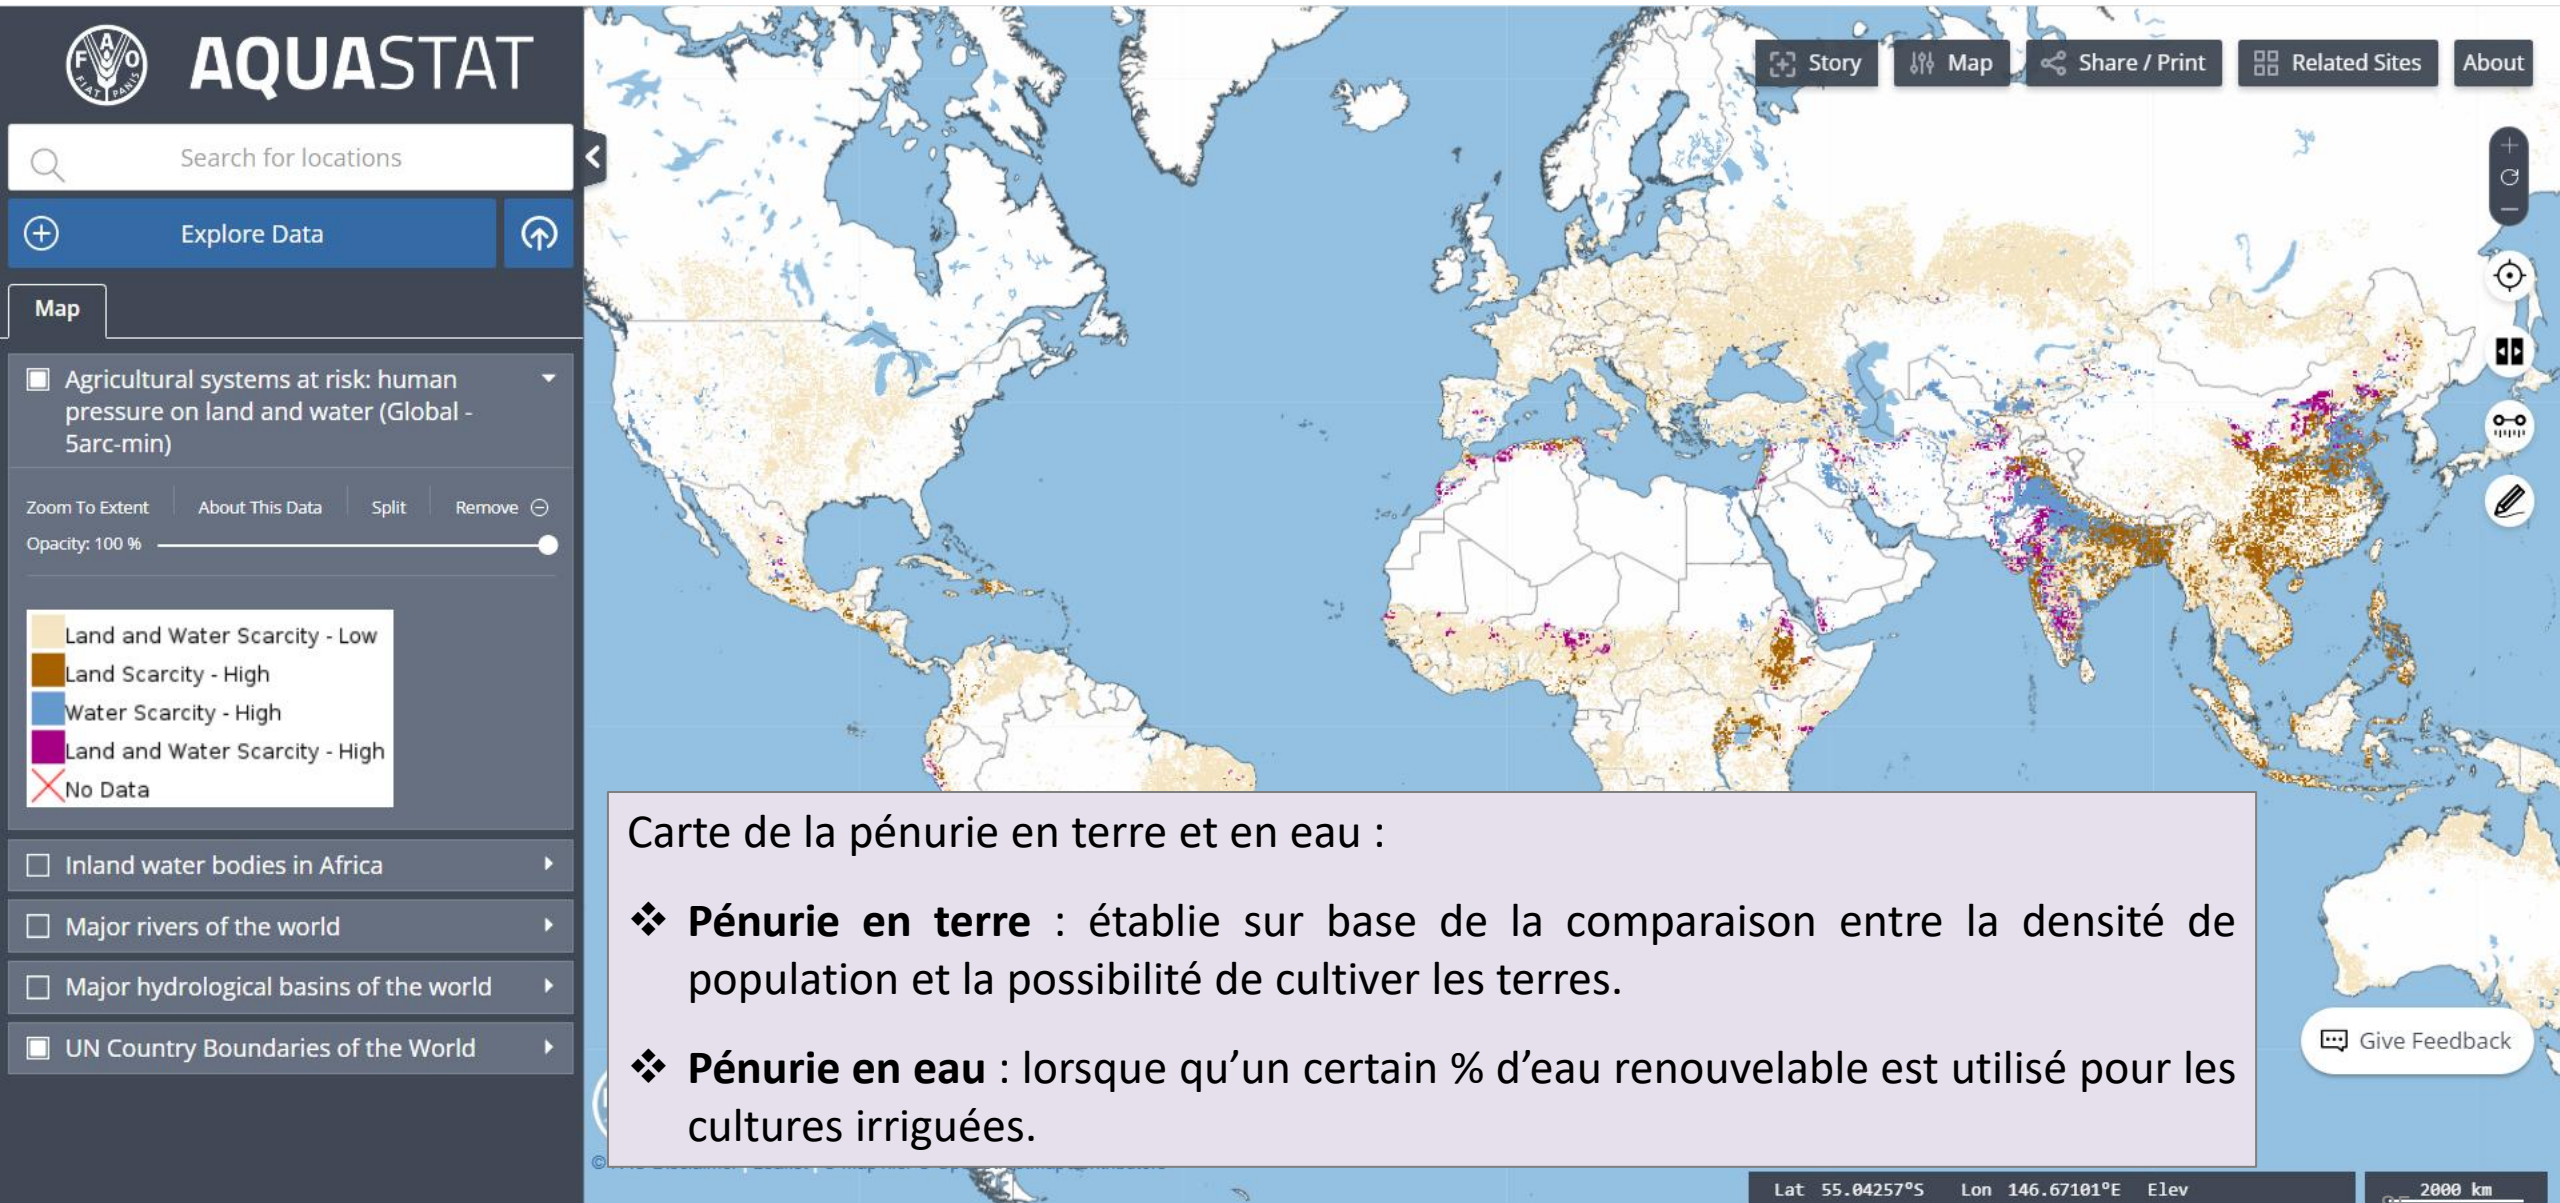 FAO
FIAT PANIS
AQUASTAT
Story
Map
Share / Print
Related Sites
About
Search for locations
Explore Data
Map
Agricultural systems at risk: human
pressure on land and water (Global -
5arc-min)
Zoom To Extent
About This Data
Split
Remove
Opacity: 100 %
Land and Water Scarcity - Low
Land Scarcity - High
Water Scarcity - High
Land and Water Scarcity - High
No Data
Inland water bodies in Africa
Major rivers of the world
Major hydrological basins of the world
UN Country Boundaries of the World
Carte de la pénurie en terre et en eau :
❖ Pénurie en terre : établie sur base de la comparaison entre la densité de
population et la possibilité de cultiver les terres.
❖ Pénurie en eau : lorsque qu’un certain % d’eau renouvelable est utilisé pour les
cultures irriguées.
Give Feedback
Lat 55.04257°S Lon 146.67101°E Elev
2000 km